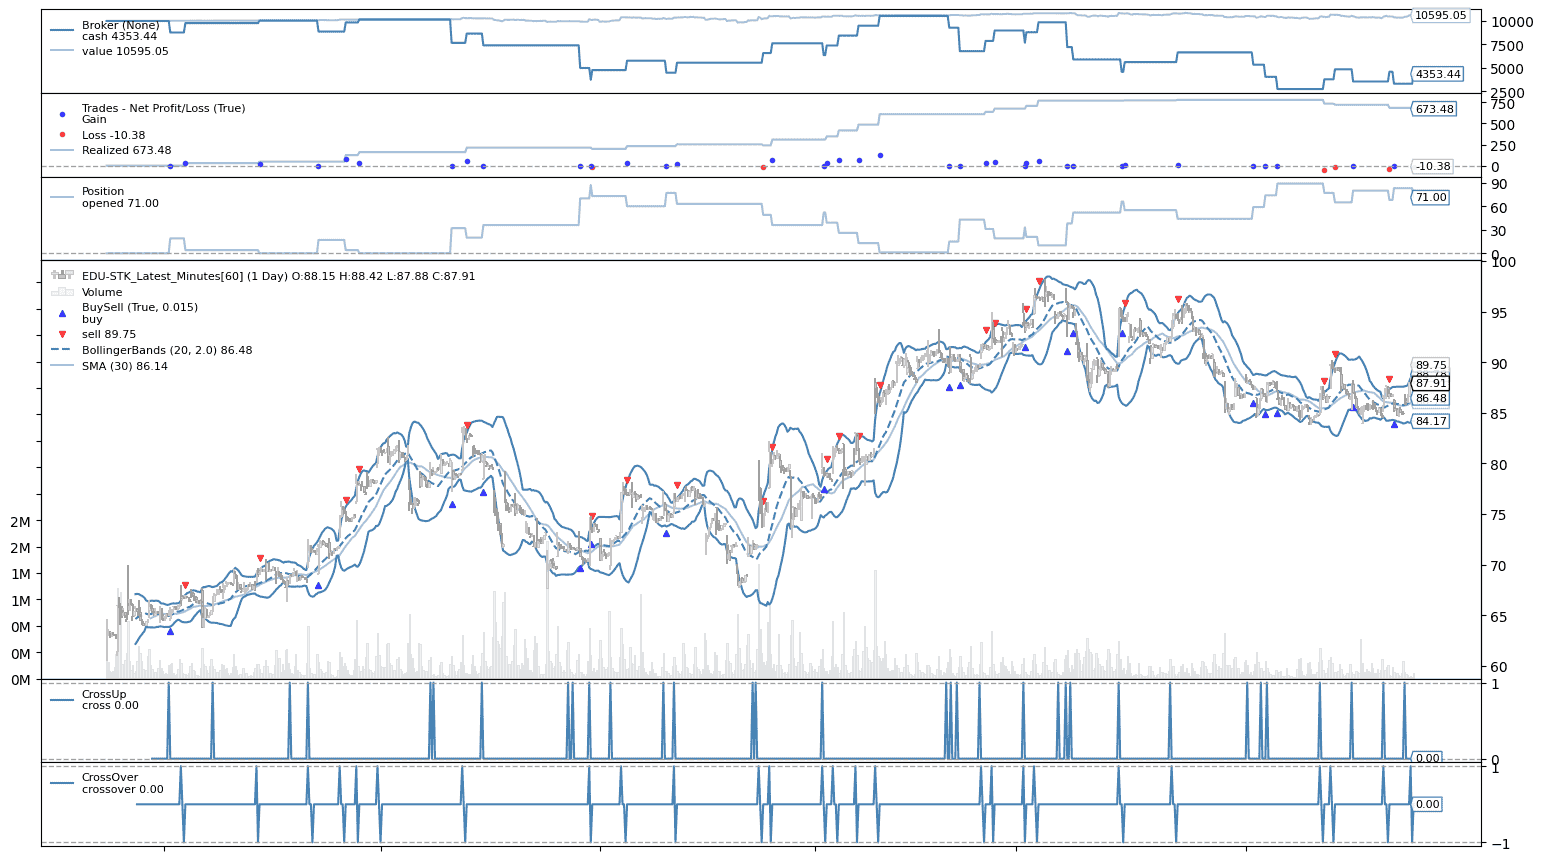 Broker (None)
cash 4353.44
value 10595.05
10595.05
10000
7500
5000
4353.44
2500
Trades - Net Profit/Loss (True)
Gain
Loss -10.38
Realized 673.48
750
673.48
500
250
0
-10.38
Position
opened 71.00
90
71.00
60
30
0
EDU-STK_Latest_Minutes[60] (1 Day) O:88.15 H:88.42 L:87.88 C:87.91
Volume
BuySell (True, 0.015)
buy
sell 89.75
BollingerBands (20, 2.0) 86.48
SMA (30) 86.14
100
95
90
89.75
87.91
86.48
85
84.17
80
75
70
65
60
2M
2M
1M
1M
0M
0M
0M
CrossUp
cross 0.00
1
0.00
0
CrossOver
crossover 0.00
1
0.00
−1